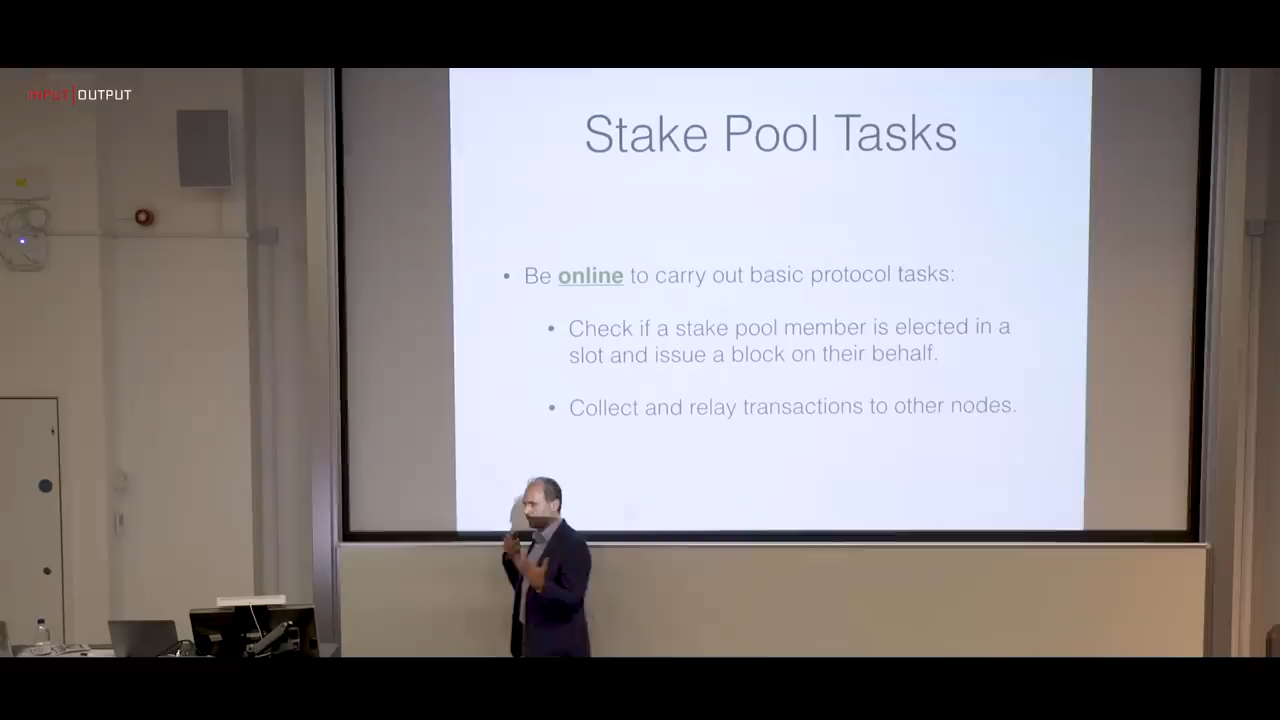 INPUT|OUTPUT
Stake Pool Tasks
• Be online to carry out basic protocol tasks:
• Check if a stake pool member is elected in a
slot and issue a block on their behalf.
• Collect and relay transactions to other nodes.